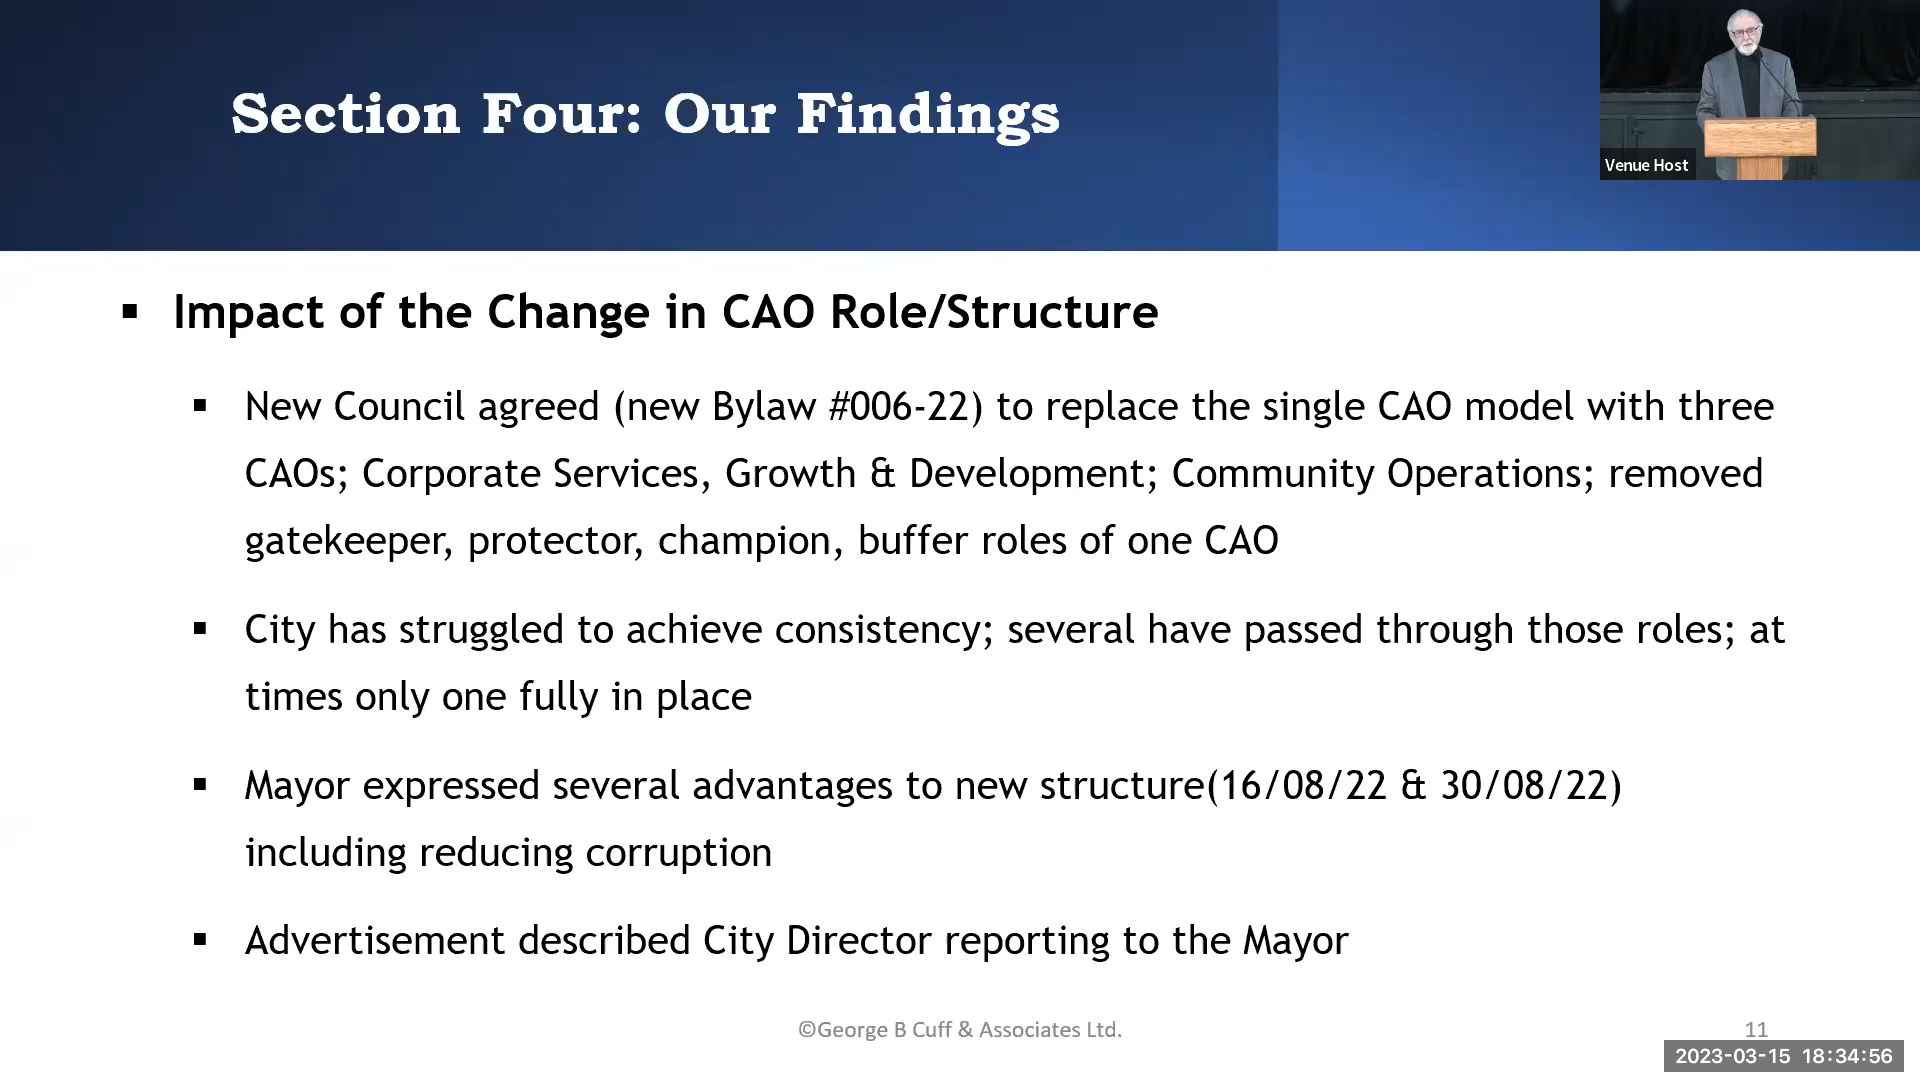 Section Four: Our Findings
Venue Host
▪ Impact of the Change in CAO Role/Structure
▪ New Council agreed (new Bylaw #006-22) to replace the single CAO model with three
CAOs; Corporate Services, Growth & Development; Community Operations; removed
gatekeeper, protector, champion, buffer roles of one CAO
▪ City has struggled to achieve consistency; several have passed through those roles; at
times only one fully in place
▪ Mayor expressed several advantages to new structure(16/08/22 & 30/08/22)
including reducing corruption
▪ Advertisement described City Director reporting to the Mayor
©George B Cuff & Associates Ltd.
11
2023-03-15 18:34:56